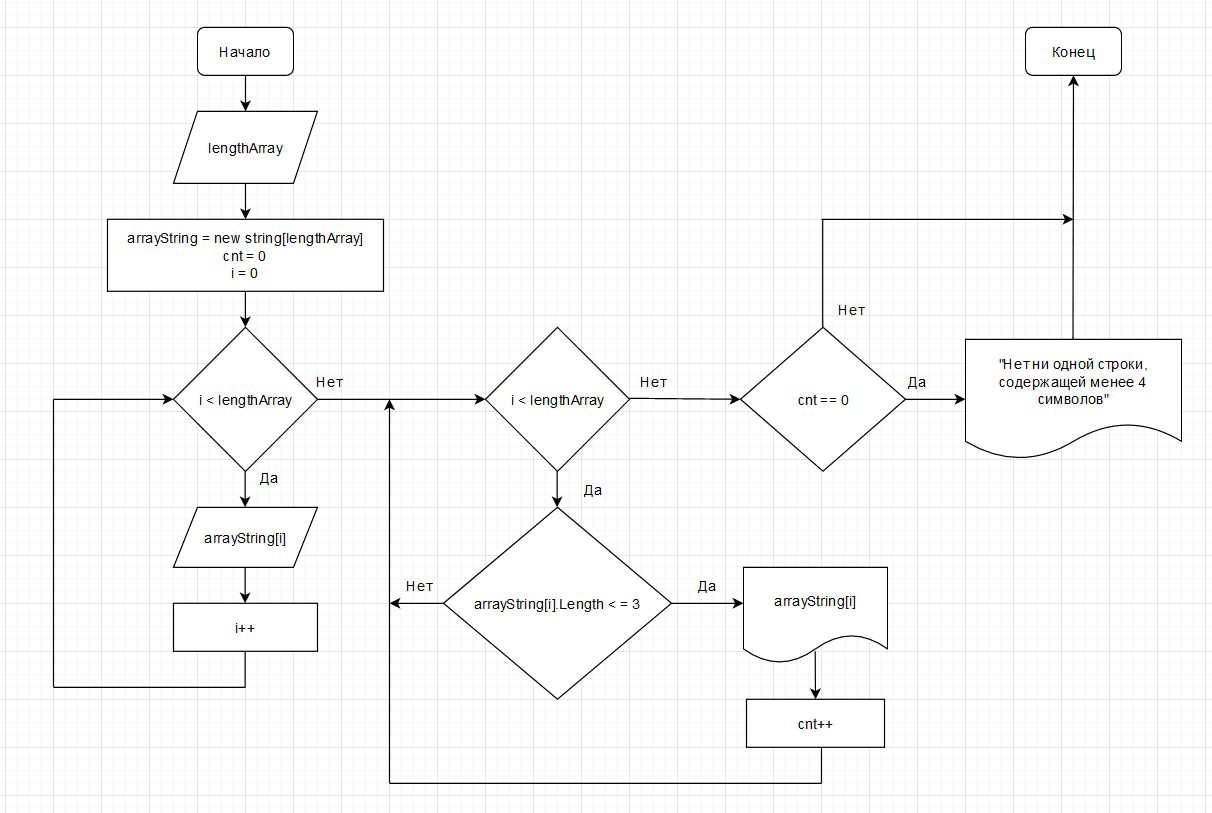 Начало
lengthArray
arrayString = new string[lengthArray]
cnt = 0
i = 0
i < lengthArray
Нет
Да
arrayString[i]
i++
i < lengthArray
Нет
Да
arrayString[i].Length < = 3
Нет
Да
arrayString[i]
cnt++
cnt == 0
Нет
Да
"Нет ни одной строки,
содержащей менее 4
символов"
Конец